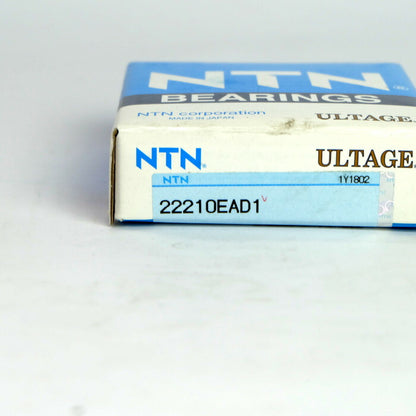 NTN
®
BEARINGS
NTN corporation
MADE IN JAPAN
ULTAGE
NTN®
ULTAGE
NTN 1Y1802
22210EAD1